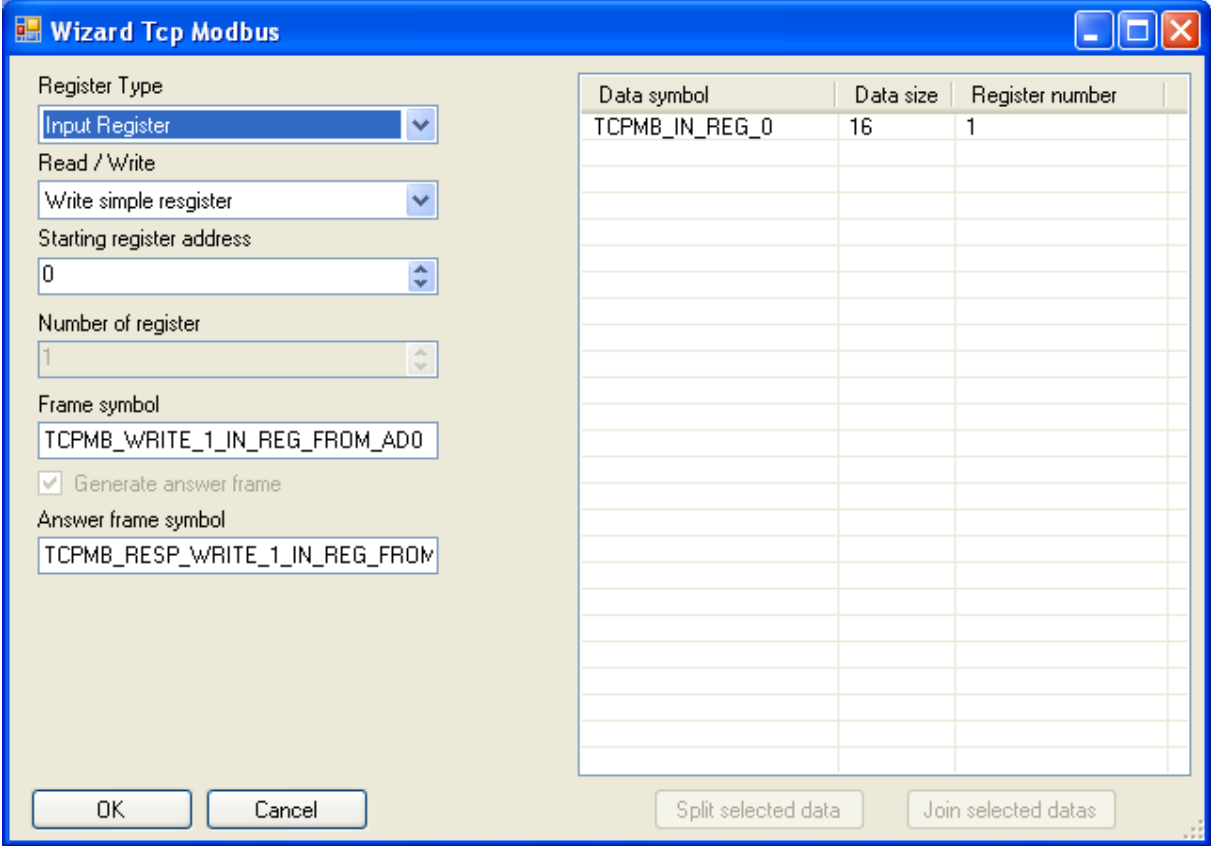 Wizard Tcp Modbus
Register Type
Input Register
Read / Write
Write simple resgister
Starting register address
0
Number of register
1
Frame symbol
TCPMB_WRITE_1_IN_REG_FROM_AD0
Generate answer frame
Answer frame symbol
TCPMB_RESP_WRITE_1_IN_REG_FROM
OK Cancel
Data symbol Data size Register number
TCPMB_IN_REG_0 16 1
Split selected data Join selected datas